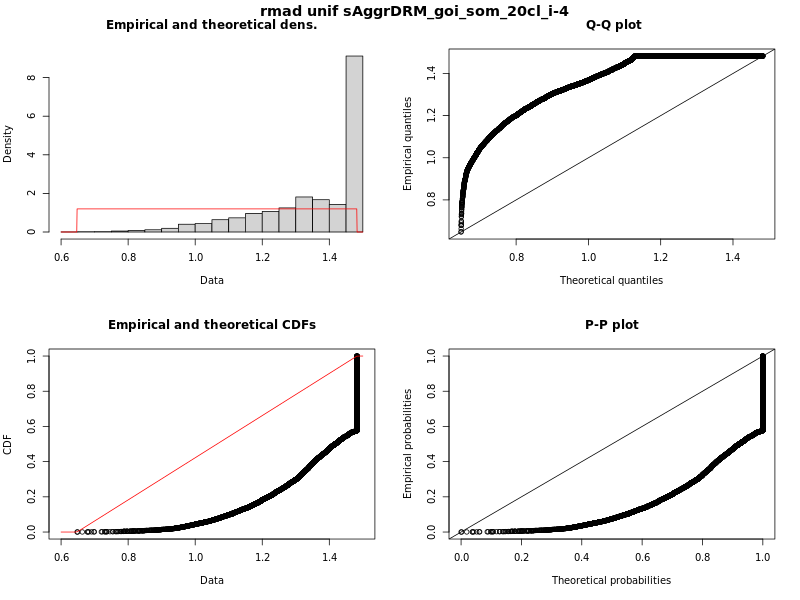 rmad unif sAggrDRM_goi_som_20cl_i-4
Empirical and theoretical dens.
Density
0 2 4 6 8
0.6 0.8 1.0 1.2 1.4
Data
Q-Q plot
Empirical quantiles
0.8 1.0 1.2 1.4
0.8 1.0 1.2 1.4
Theoretical quantiles
Empirical and theoretical CDFs
CDF
0.0 0.2 0.4 0.6 0.8 1.0
0.6 0.8 1.0 1.2 1.4
Data
P-P plot
Empirical probabilities
0.0 0.2 0.4 0.6 0.8 1.0
0.0 0.2 0.4 0.6 0.8 1.0
Theoretical probabilities